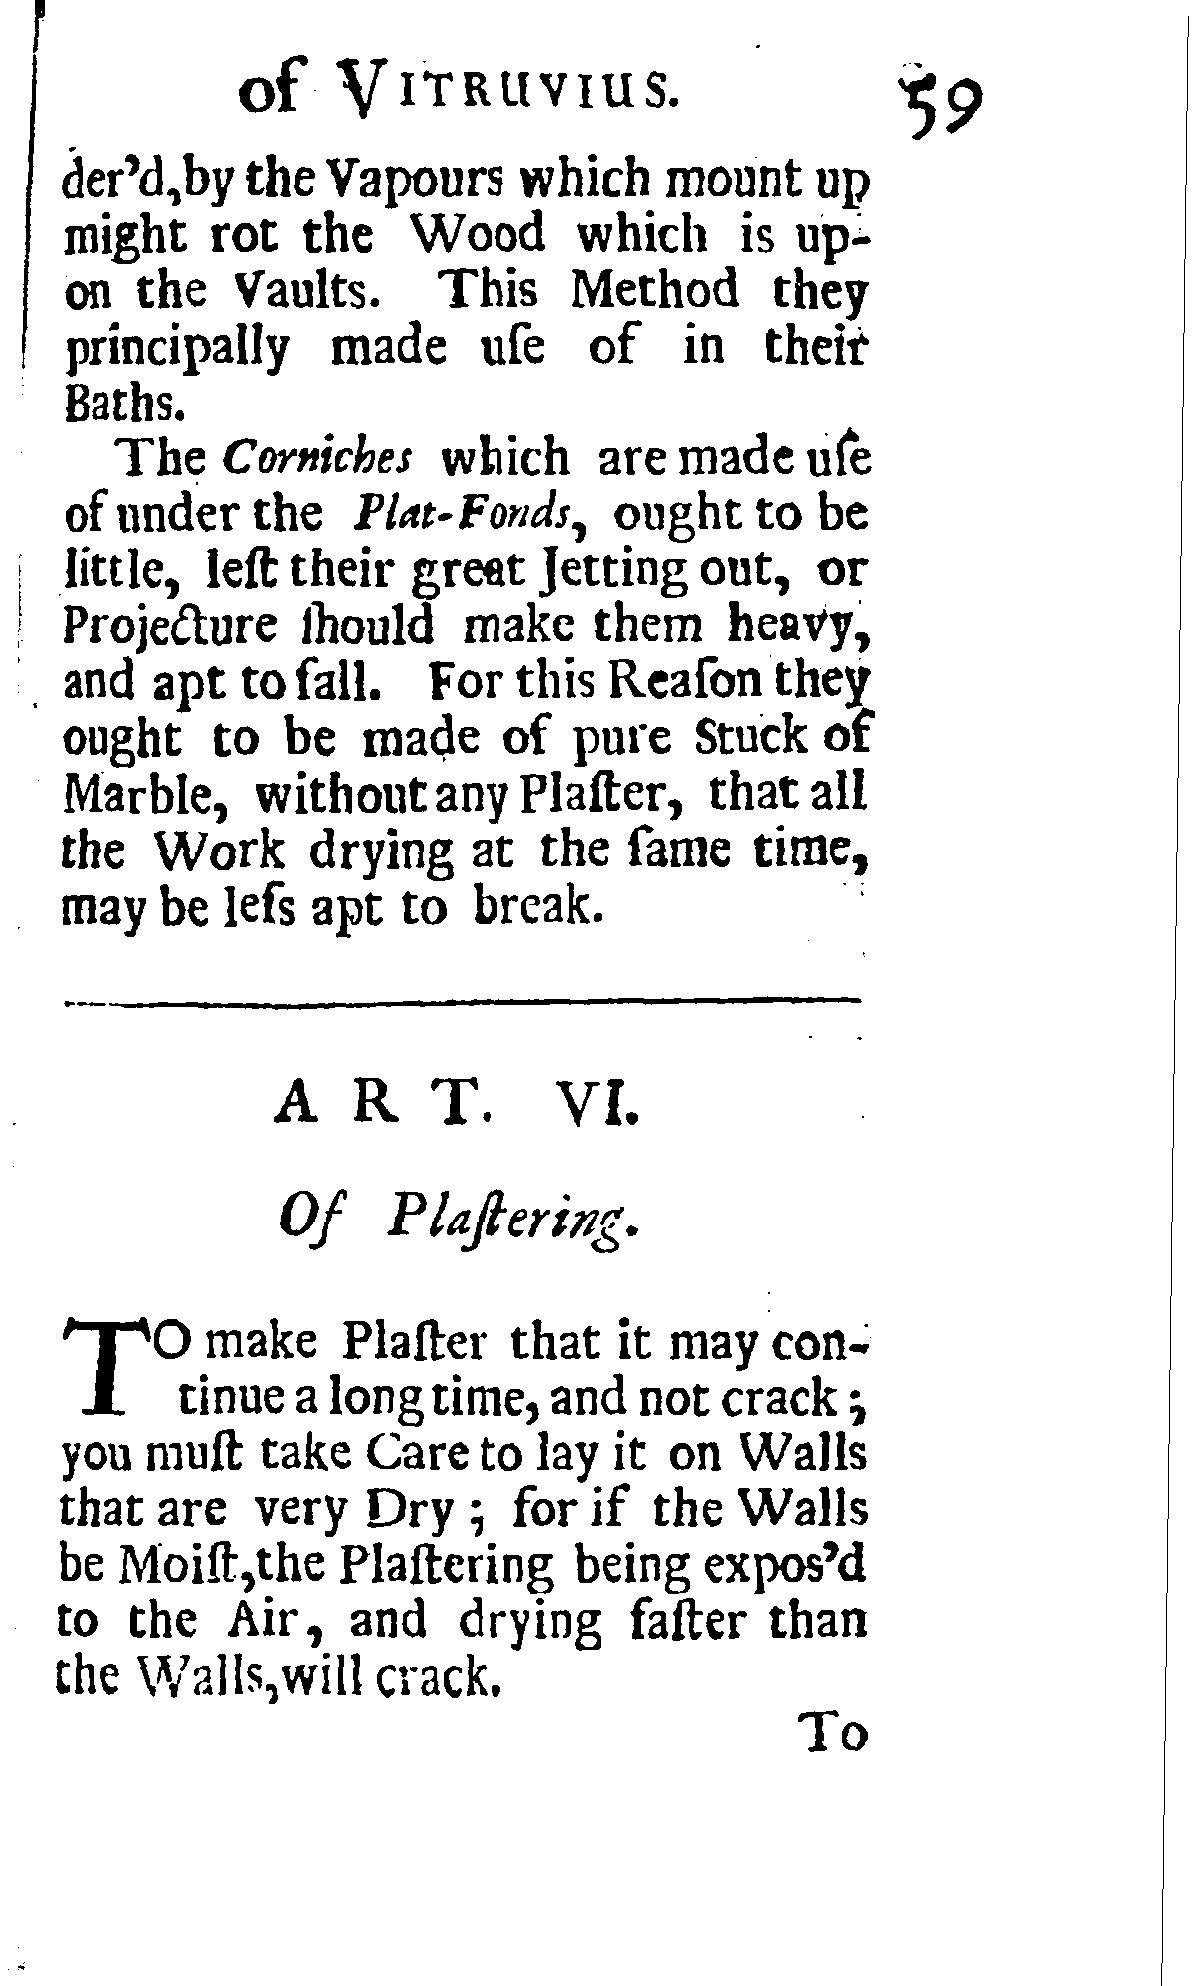 of VITRUVIUS. 59
der'd,by the Vapours which mount up
might rot the Wood which is up-
on the Vaults. This Method they
principally made uſe of in their
Baths.
The Corniches which are made uſe
of under the Plat-Fonds, ought to be
little, leſt their great Jetting out, or
Projecture ſhould make them heavy,
and apt to fall. For this Reaſon they
ought to be made of pure Stuck of
Marble, without any Plaſter, that all
the Work drying at the ſame time,
may be leſs apt to break.
ART. VI.
Of Plaſtering.
TO make Plaſter that it may con-
tinue a long time, and not crack;
you muſt take Care to lay it on Walls
that are very Dry; for if the Walls
be Moiſt,the Plaſtering being expos'd
to the Air, and drying faſter than
the Walls,will crack.
To